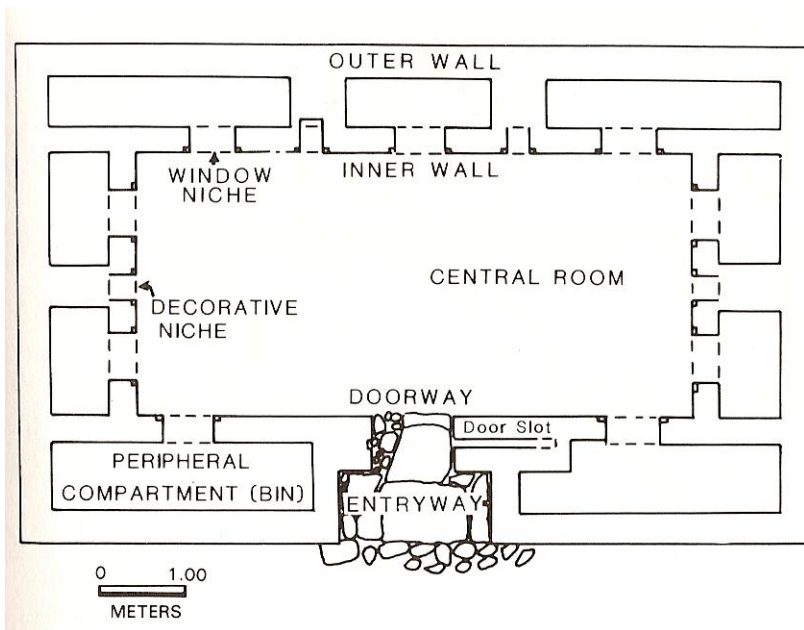 OUTER WALL
WINDOW
NICHE
INNER WALL
CENTRAL ROOM
DECORATIVE
NICHE
DOORWAY
Door Slot
PERIPHERAL
COMPARTMENT (BIN)
ENTRYWAY
0 1.00
METERS